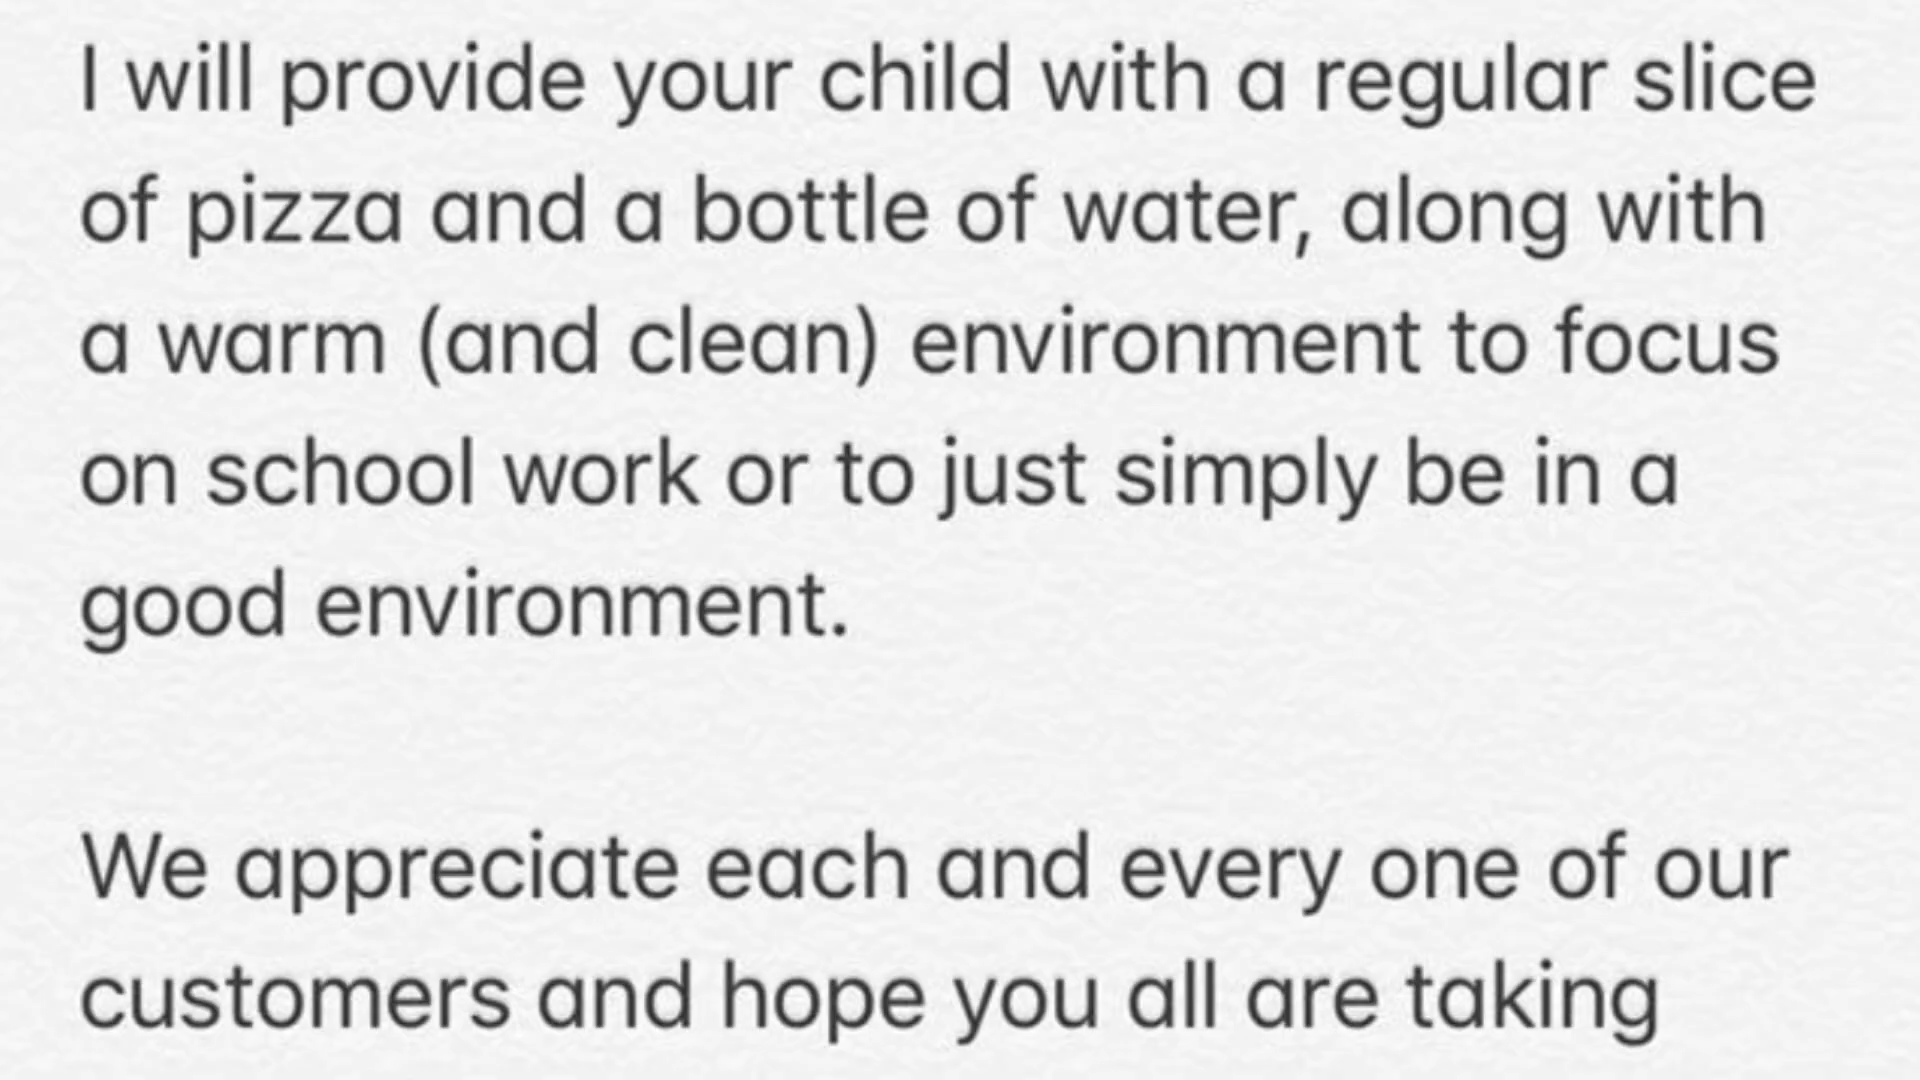 I will provide your child with a regular slice
of pizza and a bottle of water, along with
a warm (and clean) environment to focus
on school work or to just simply be in a
good environment.
We appreciate each and every one of our
customers and hope you all are taking